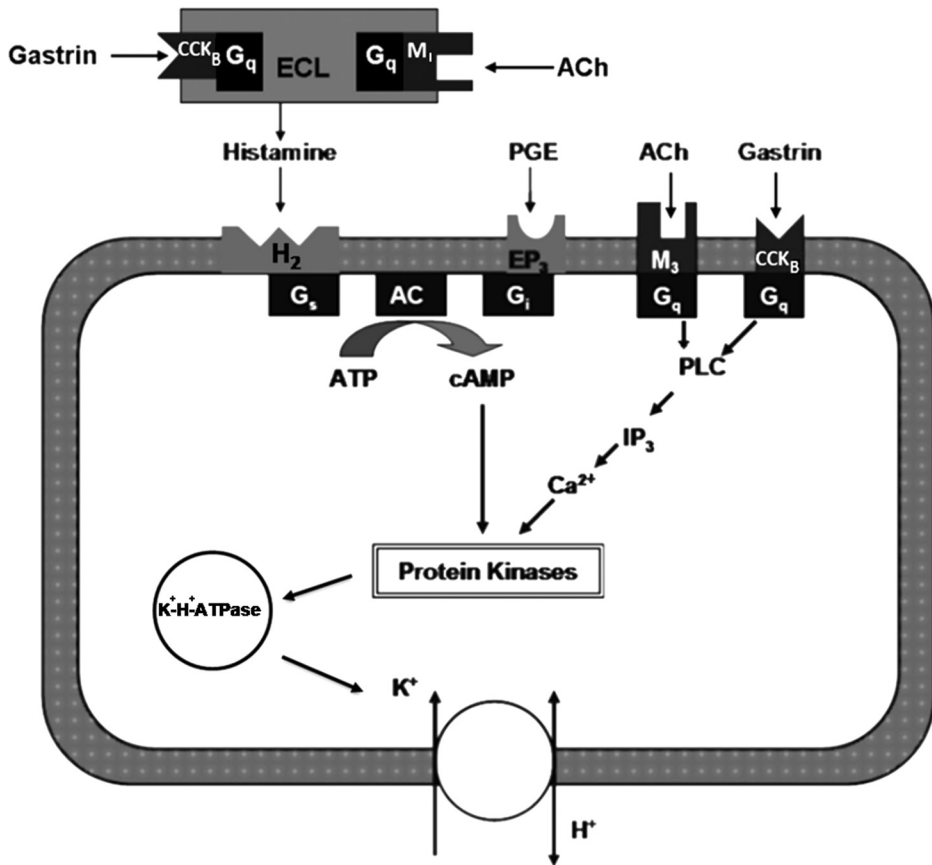 Gastrin
CCKB
Gq
ECL
Gq
M1
ACh
Histamine
PGE
ACh
Gastrin
H2
EP3
M3
CCKB
Gs
AC
Gi
Gq
Gq
ATP
cAMP
PLC
IP3
Ca²⁺
Protein Kinases
K⁺-H⁺-ATPase
K⁺
H⁺